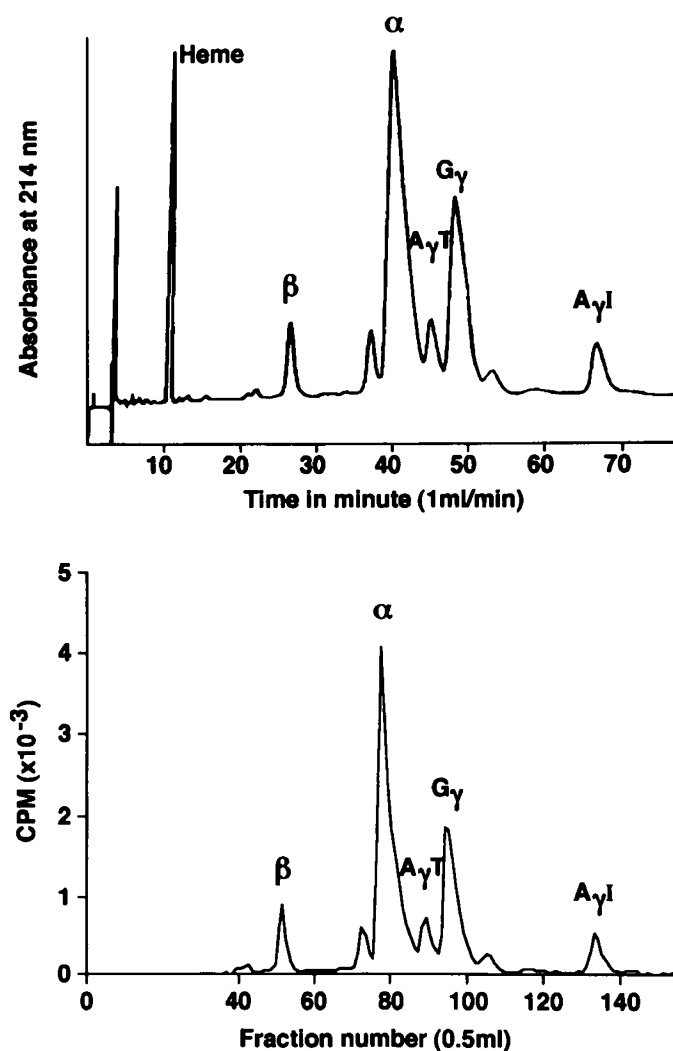 α
Heme
Gγ
AγT
β
AγI
Absorbance at 214 nm
10 20 30 40 50 60 70
Time in minute (1ml/min)
5
α
4
3
Gγ
2
AγT
β
AγI
1
0
CPM (x10⁻³)
0 40 60 80 100 120 140
Fraction number (0.5ml)